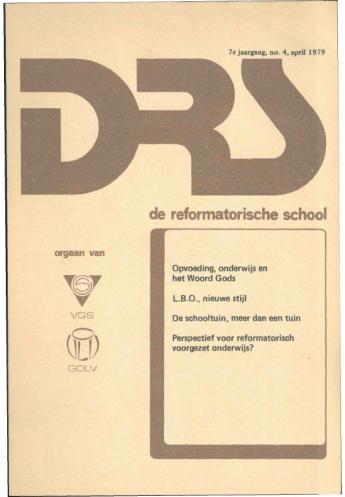 7e jaargang, no. 4, april 1979
DRS
de reformatorische school
orgaan van
VGS
GOLV
Opvoeding, onderwijs en
het Woord Gods
L.B.O., nieuwe stijl
De schooltuin, meer dan een tuin
Perspectief voor reformatorisch
voorgezet onderwijs?